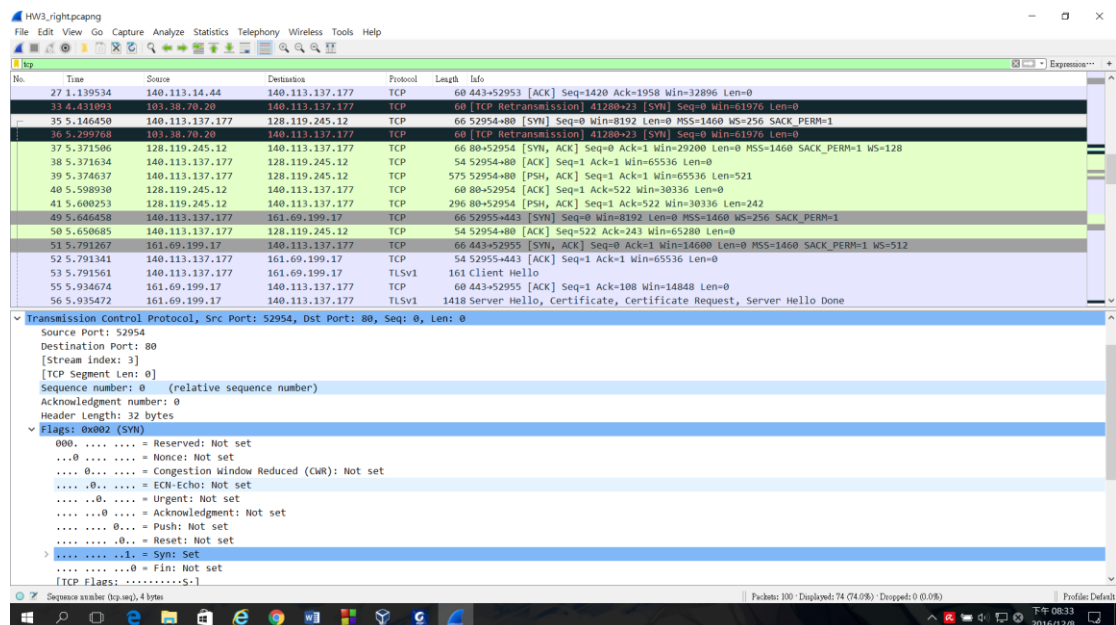 HW3_right.pcapng
File Edit View Go Capture Analyze Statistics Telephony Wireless Tools Help
tcp Expression… +
No. Time Source Destination Protocol Length Info
27 1.139534 140.113.14.44 140.113.137.177 TCP 60 443→52953 [ACK] Seq=1420 Ack=1958 Win=32896 Len=0
33 4.431093 103.38.70.20 140.113.137.177 TCP 60 [TCP Retransmission] 41280→23 [SYN] Seq=0 Win=61976 Len=0
35 5.146450 140.113.137.177 128.119.245.12 TCP 66 52954→80 [SYN] Seq=0 Win=8192 Len=0 MSS=1460 WS=256 SACK_PERM=1
36 5.299768 103.38.70.20 140.113.137.177 TCP 60 [TCP Retransmission] 41280→23 [SYN] Seq=0 Win=61976 Len=0
37 5.371506 128.119.245.12 140.113.137.177 TCP 66 80→52954 [SYN, ACK] Seq=0 Ack=1 Win=29200 Len=0 MSS=1460 SACK_PERM=1 WS=128
38 5.371634 140.113.137.177 128.119.245.12 TCP 54 52954→80 [ACK] Seq=1 Ack=1 Win=65536 Len=0
39 5.374637 140.113.137.177 128.119.245.12 TCP 575 52954→80 [PSH, ACK] Seq=1 Ack=1 Win=65536 Len=521
40 5.598930 128.119.245.12 140.113.137.177 TCP 60 80→52954 [ACK] Seq=1 Ack=522 Win=30336 Len=0
41 5.600253 128.119.245.12 140.113.137.177 TCP 296 80→52954 [PSH, ACK] Seq=1 Ack=522 Win=30336 Len=242
49 5.646458 140.113.137.177 161.69.199.17 TCP 66 52955→443 [SYN] Seq=0 Win=8192 Len=0 MSS=1460 WS=256 SACK_PERM=1
50 5.650685 140.113.137.177 128.119.245.12 TCP 54 52954→80 [ACK] Seq=522 Ack=243 Win=65280 Len=0
51 5.791267 161.69.199.17 140.113.137.177 TCP 66 443→52955 [SYN, ACK] Seq=0 Ack=1 Win=14600 Len=0 MSS=1460 SACK_PERM=1 WS=512
52 5.791341 140.113.137.177 161.69.199.17 TCP 54 52955→443 [ACK] Seq=1 Ack=1 Win=65536 Len=0
53 5.791561 140.113.137.177 161.69.199.17 TLSv1 161 Client Hello
55 5.934674 161.69.199.17 140.113.137.177 TCP 60 443→52955 [ACK] Seq=1 Ack=108 Win=14848 Len=0
56 5.935472 161.69.199.17 140.113.137.177 TLSv1 1418 Server Hello, Certificate, Certificate Request, Server Hello Done
Transmission Control Protocol, Src Port: 52954, Dst Port: 80, Seq: 0, Len: 0
Source Port: 52954
Destination Port: 80
[Stream index: 3]
[TCP Segment Len: 0]
Sequence number: 0 (relative sequence number)
Acknowledgment number: 0
Header Length: 32 bytes
Flags: 0x002 (SYN)
000. .... .... = Reserved: Not set
...0 .... .... = Nonce: Not set
.... 0... .... = Congestion Window Reduced (CWR): Not set
.... .0.. .... = ECN-Echo: Not set
.... ..0. .... = Urgent: Not set
.... ...0 .... = Acknowledgment: Not set
.... .... 0... = Push: Not set
.... .... .0.. = Reset: Not set
.... .... ..1. = Syn: Set
.... .... ...0 = Fin: Not set
[TCP Flags: ··········S·]
Sequence number (tcp.seq), 4 bytes Packets: 100 · Displayed: 74 (74.0%) · Dropped: 0 (0.0%) Profile: Default
下午 08:33
2016/12/8